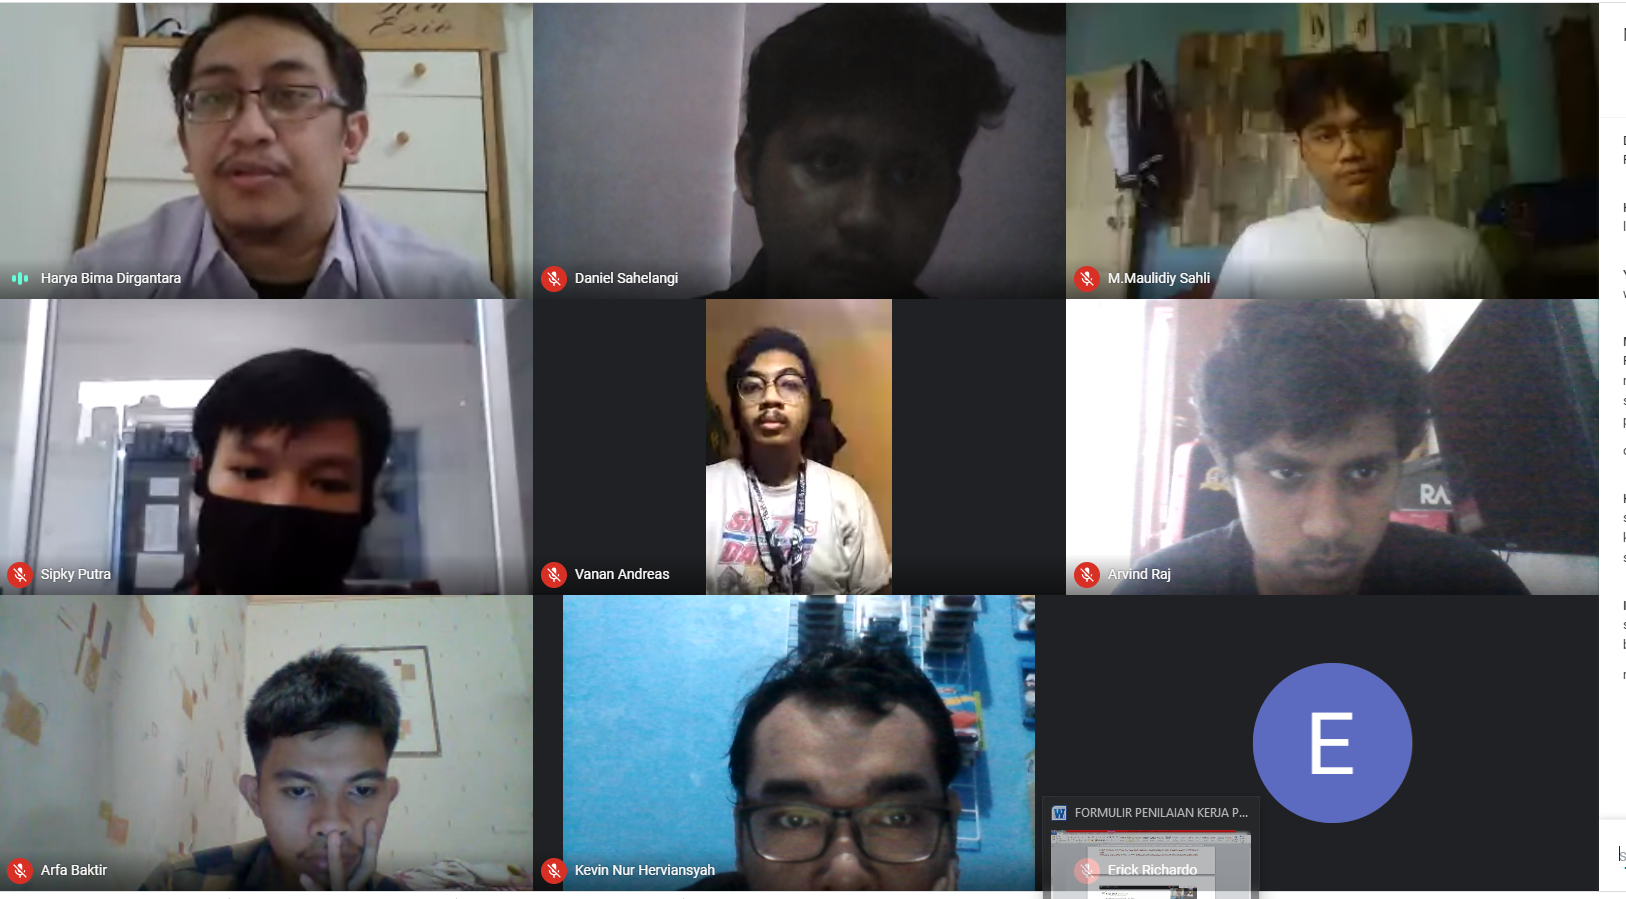 Harya Bima Dirgantara
Daniel Sahelangi
M.Maulidiy Sahli
Sipky Putra
Vanan Andreas
RA
Arvind Raj
Arfa Baktir
Kevin Nur Herviansyah
E
FORMULIR PENILAIAN KERJA P...
Erick Richardo